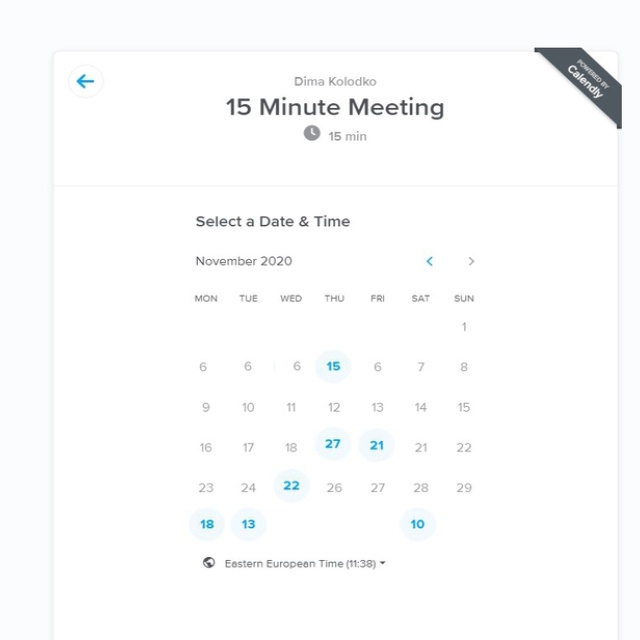 POWERED BY
Calendly
Dima Kolodko
15 Minute Meeting
15 min
Select a Date & Time
November 2020
MON TUE WED THU FRI SAT SUN
1
6 6 6 15 6 7 8
9 10 11 12 13 14 15
16 17 18 27 21 21 22
23 24 22 26 27 28 29
18 13 10
Eastern European Time (11:38)